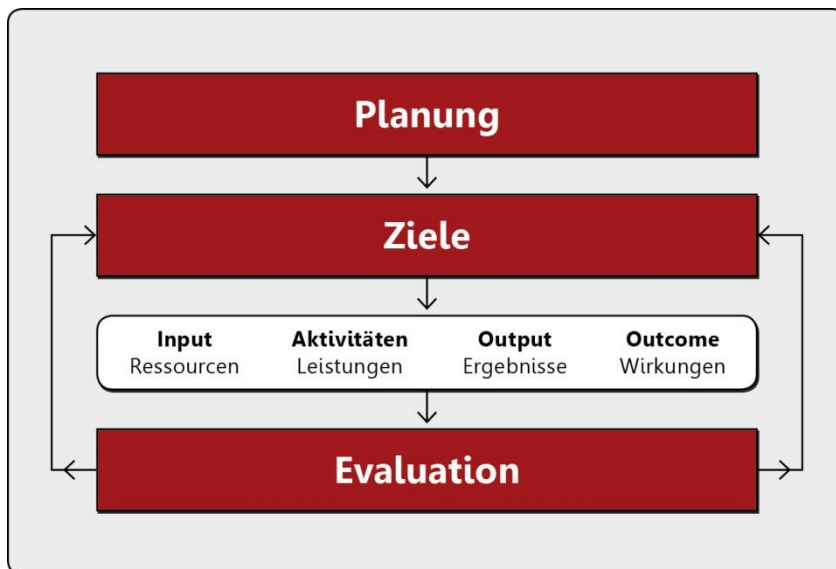 Planung
Ziele
Input Aktivitäten Output Outcome
Ressourcen Leistungen Ergebnisse Wirkungen
Evaluation